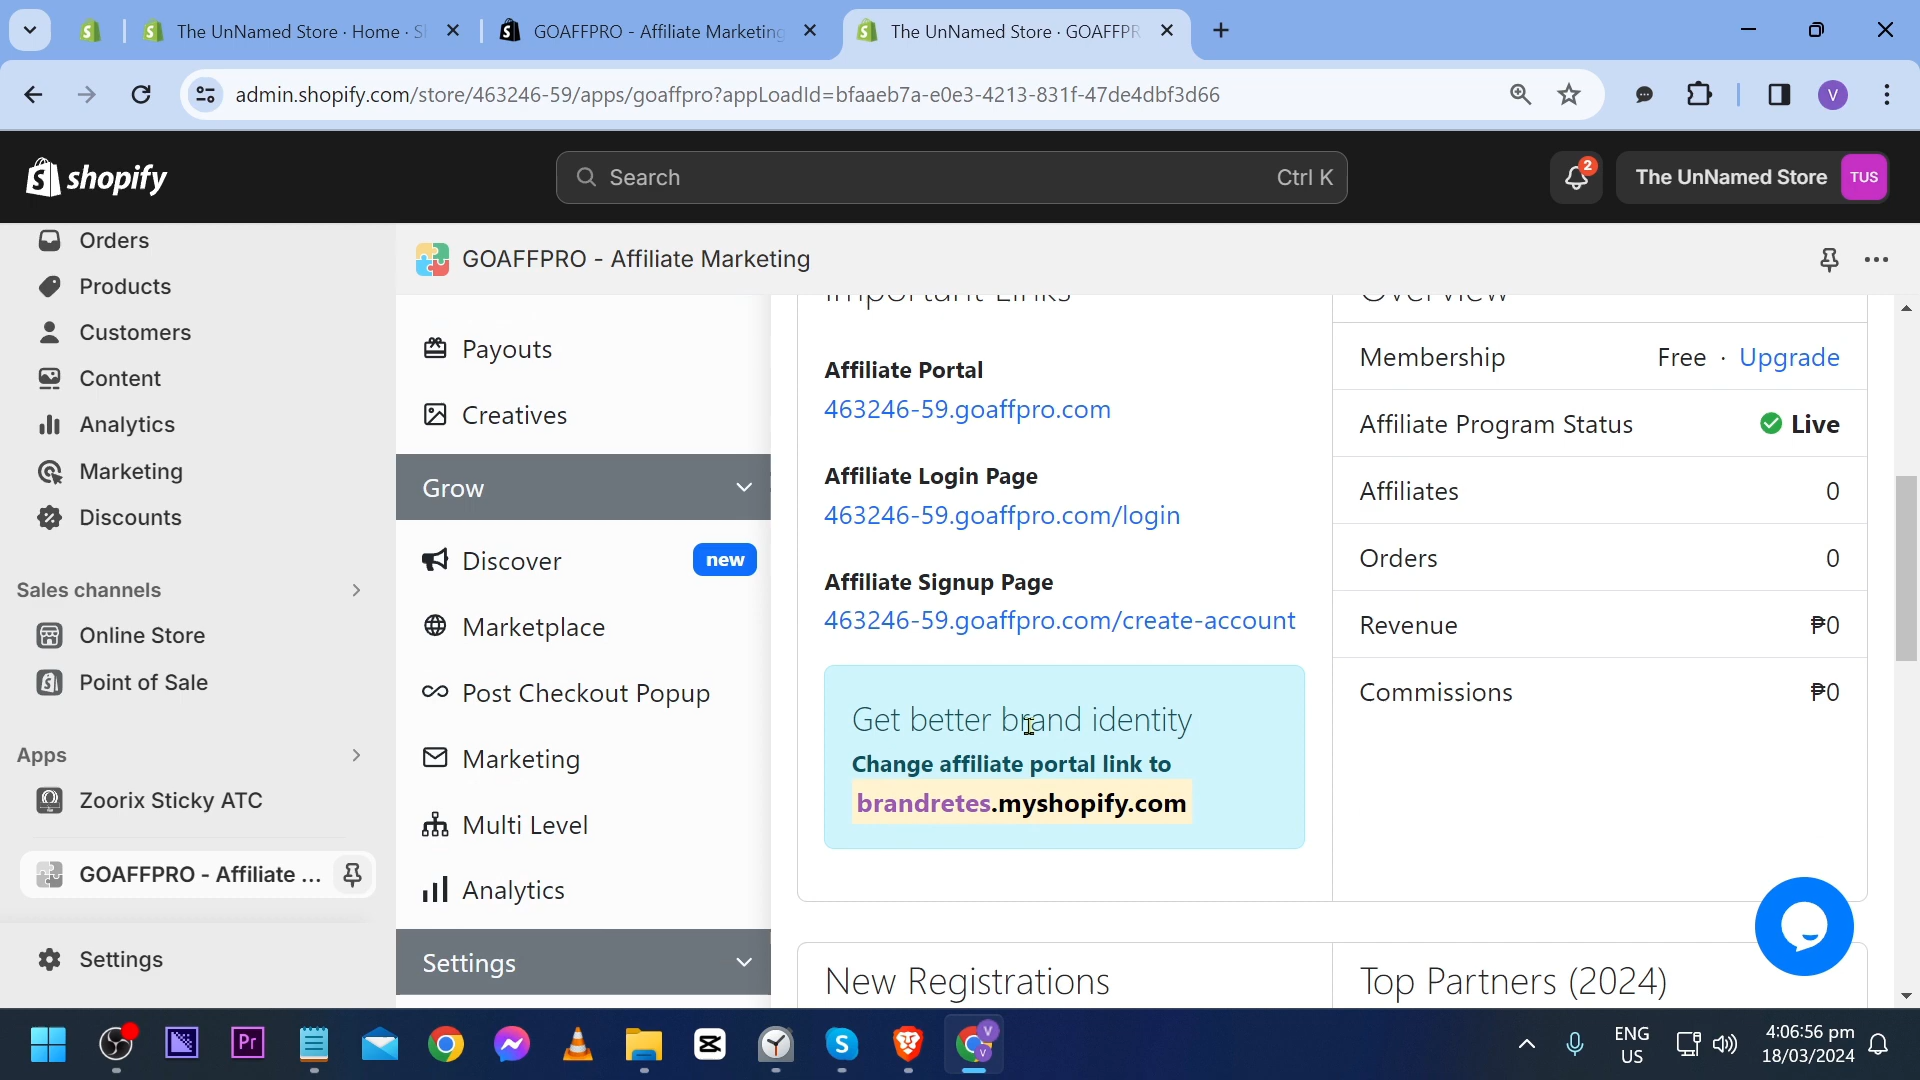 The UnNamed Store · Home · S
GOAFFPRO - Affiliate Marketing
The UnNamed Store · GOAFFPR
admin.shopify.com/store/463246-59/apps/goaffpro?appLoadId=bfaaeb7a-e0e3-4213-831f-47de4dbf3d66
V
shopify
Search
Ctrl K
2
The UnNamed Store
TUS
Orders
Products
Customers
Content
Analytics
Marketing
Discounts
Sales channels
Online Store
Point of Sale
Apps
Zoorix Sticky ATC
GOAFFPRO - Affiliate ...
Settings
GOAFFPRO - Affiliate Marketing
Payouts
Creatives
Grow
Discover
new
Marketplace
Post Checkout Popup
Marketing
Multi Level
Analytics
Settings
Important Links
Affiliate Portal
463246-59.goaffpro.com
Affiliate Login Page
463246-59.goaffpro.com/login
Affiliate Signup Page
463246-59.goaffpro.com/create-account
Get better brand identity
Change affiliate portal link to
brandretes.myshopify.com
Overview
Membership
Free · Upgrade
Affiliate Program Status
Live
Affiliates
0
Orders
0
Revenue
₱0
Commissions
₱0
New Registrations
Top Partners (2024)
Pr
V
V
ENG
US
4:06:56 pm
18/03/2024